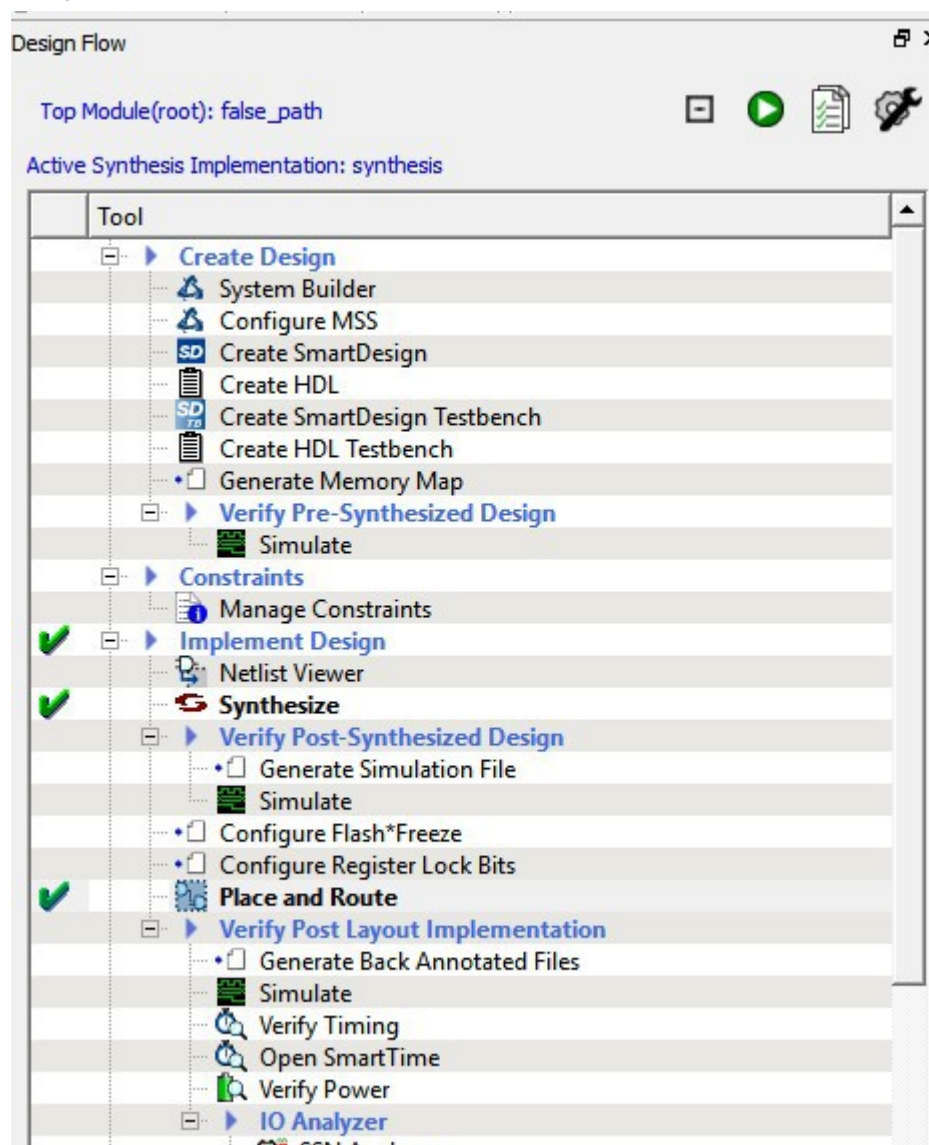 Design Flow
Top Module(root): false_path
Active Synthesis Implementation: synthesis
Tool
Create Design
System Builder
Configure MSS
SD Create SmartDesign
Create HDL
SD TB Create SmartDesign Testbench
Create HDL Testbench
Generate Memory Map
Verify Pre-Synthesized Design
Simulate
Constraints
Manage Constraints
Implement Design
Netlist Viewer
Synthesize
Verify Post-Synthesized Design
Generate Simulation File
Simulate
Configure Flash*Freeze
Configure Register Lock Bits
Place and Route
Verify Post Layout Implementation
Generate Back Annotated Files
Simulate
Verify Timing
Open SmartTime
Verify Power
IO Analyzer